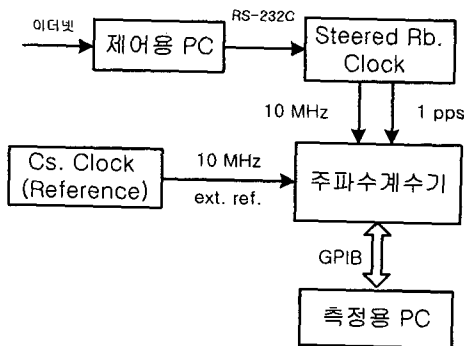 이더넷
제어용 PC
RS-232C
Steered Rb.
Clock
10 MHz
1 pps
Cs. Clock
(Reference)
10 MHz
ext. ref.
주파수계수기
GPIB
측정용 PC